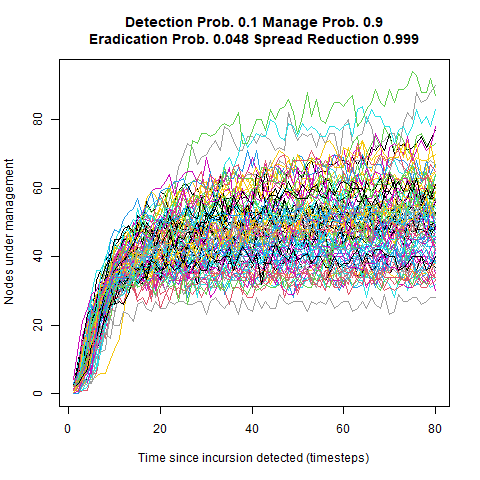 Detection Prob. 0.1 Manage Prob. 0.9
Eradication Prob. 0.048 Spread Reduction 0.999
Nodes under management
80
60
40
20
0
0 20 40 60 80
Time since incursion detected (timesteps)